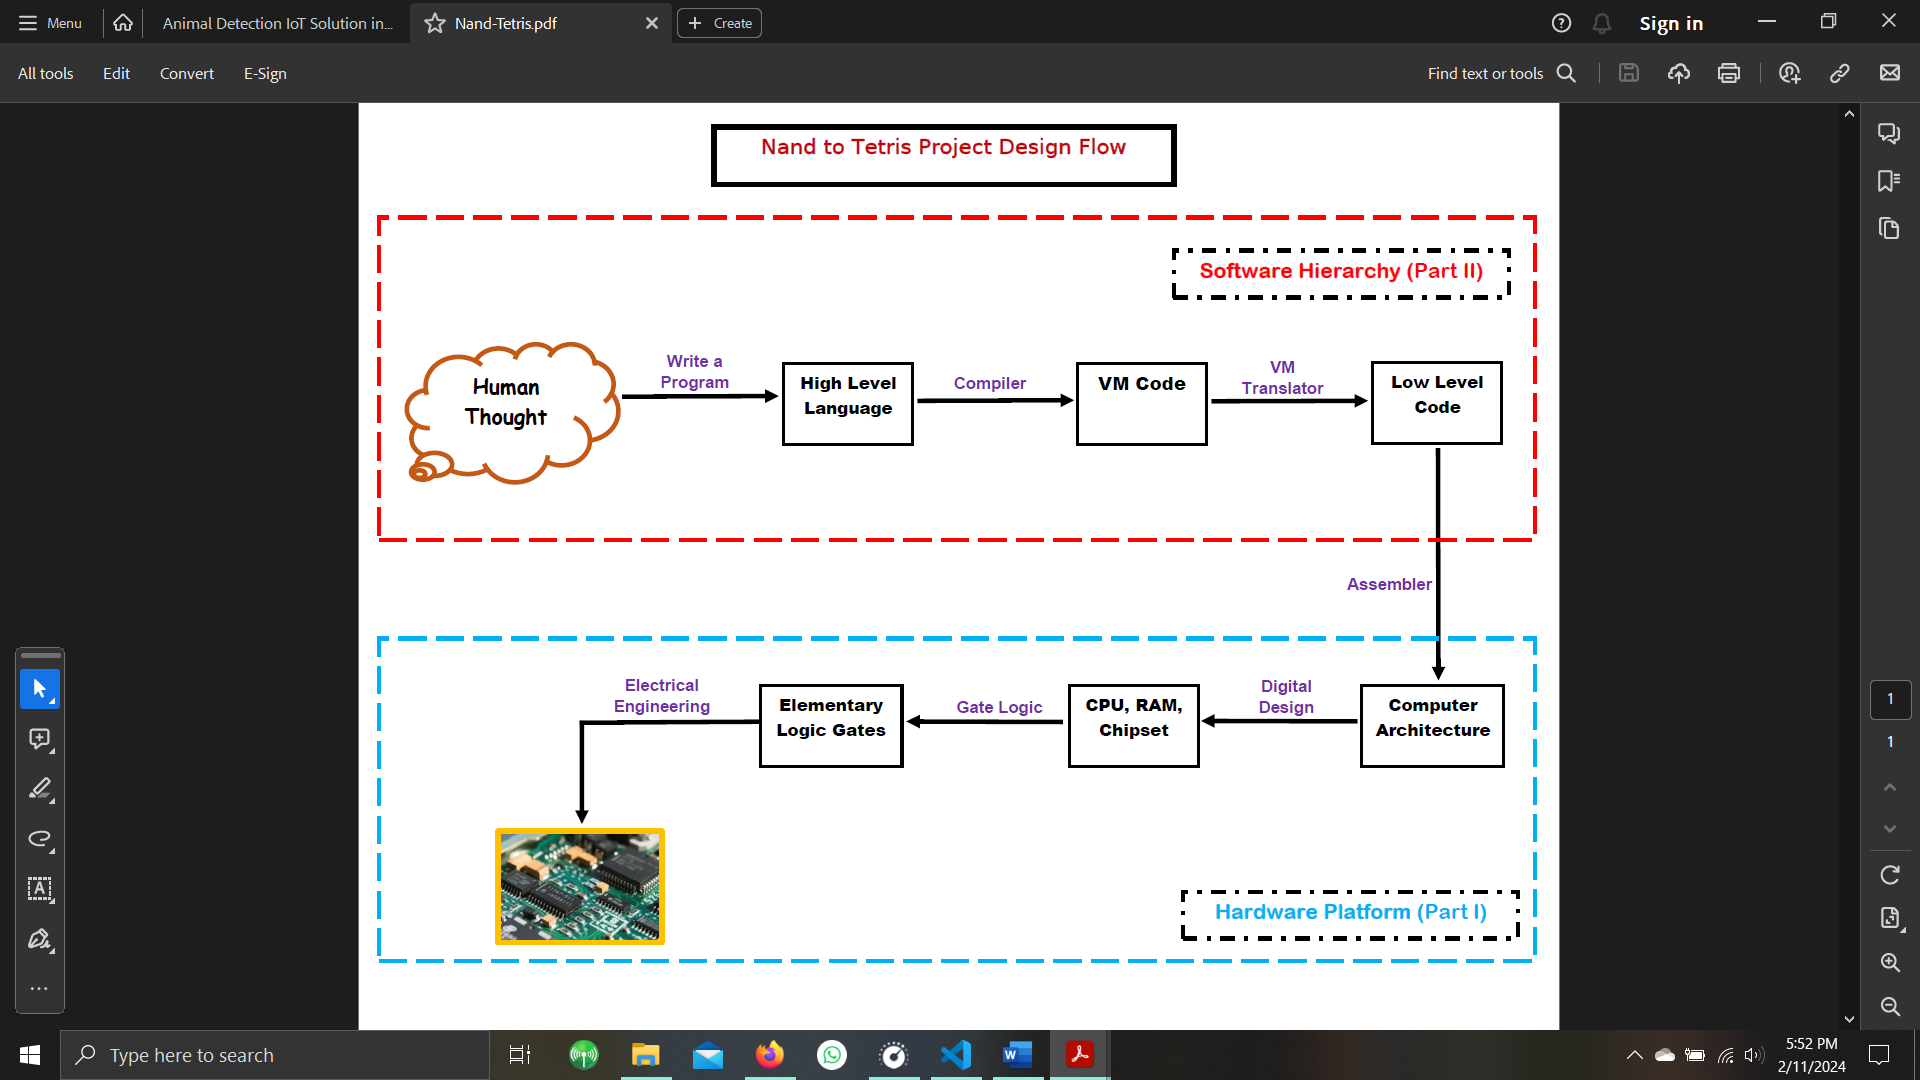 Menu
Animal Detection IoT Solution in...
Nand-Tetris.pdf
Create
Sign in
All tools
Edit
Convert
E-Sign
Find text or tools
Nand to Tetris Project Design Flow
Software Hierarchy (Part II)
Human
Thought
Write a
Program
High Level
Language
Compiler
VM Code
VM
Translator
Low Level
Code
Assembler
Electrical
Engineering
Elementary
Logic Gates
Gate Logic
CPU, RAM,
Chipset
Digital
Design
Computer
Architecture
Hardware Platform (Part I)
1
1
Type here to search
5:52 PM
2/11/2024